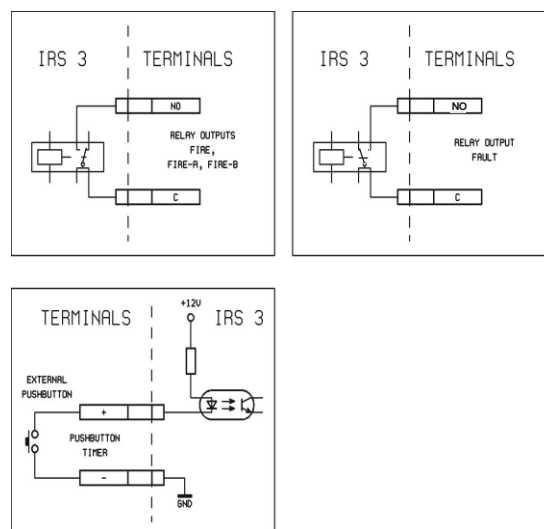 IRS 3 TERMINALS
NO
RELAY OUTPUTS
FIRE,
FIRE-A, FIRE-B
C
IRS 3 TERMINALS
NO
RELAY OUTPUT
FAULT
C
TERMINALS IRS 3
+12V
EXTERNAL
PUSHBUTTON
+
PUSHBUTTON
TIMER
-
GND